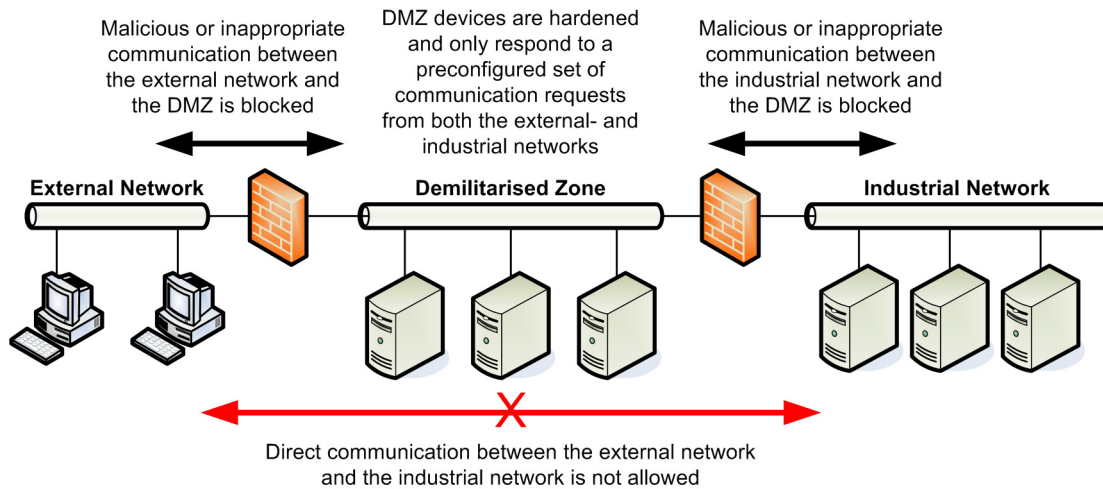 Malicious or inappropriate
communication between
the external network and
the DMZ is blocked
DMZ devices are hardened
and only respond to a
preconfigured set of
communication requests
from both the external- and
industrial networks
Malicious or inappropriate
communication between
the industrial network and
the DMZ is blocked
External Network
Demilitarised Zone
Industrial Network
X
Direct communication between the external network
and the industrial network is not allowed